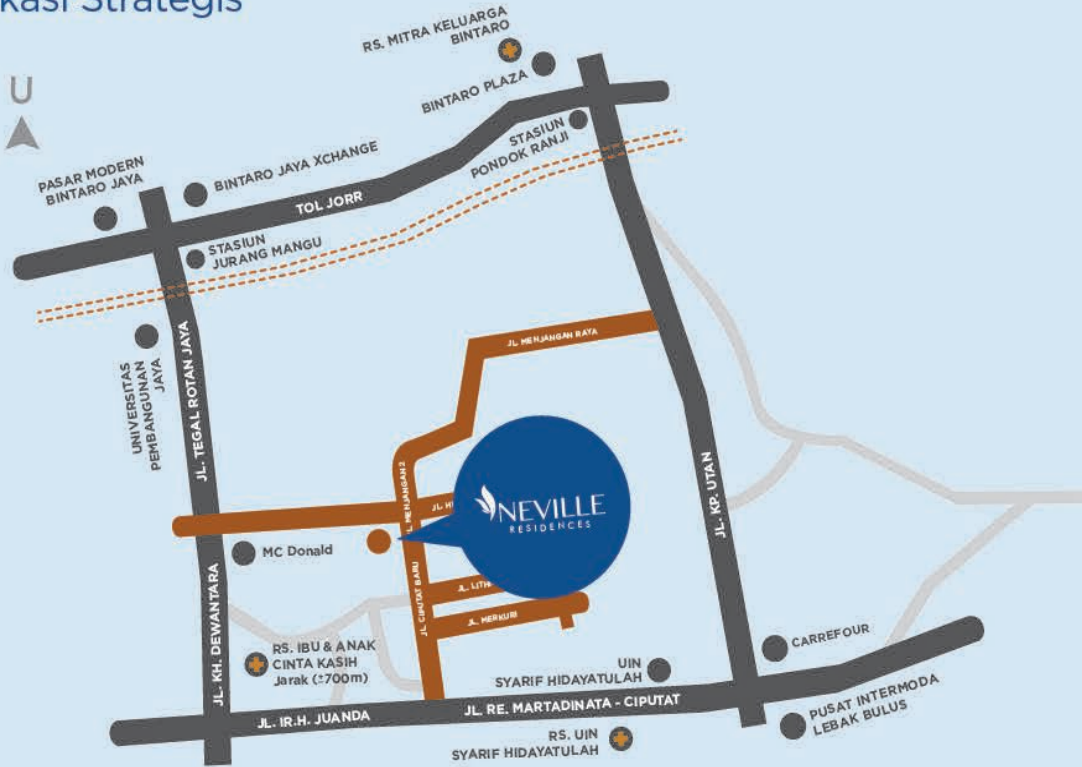 kasi Strategis
RS. MITRA KELUARGA
BINTARO
BINTARO PLAZA
U
STASIUN
PONDOK RANJI
PASAR MODERN
BINTARO JAYA
BINTARO JAYA XCHANGE
TOL JORR
STASIUN
JURANG MANGU
UNIVERSITAS
PEMBANGUNAN
JAYA
JL. TEGAL ROTAN JAYA
JL. MENJANGAN RAYA
JL. MENJANGAN 2
JL. KP. UTAN
NEVILLE
RESIDENCES
MC Donald
JL. CIPUTAT BARU
JL. MERKURI
JL. KH. DEWANTARA
RS. IBU & ANAK
CINTA KASIH
Jarak (±700m)
CARREFOUR
UIN
SYARIF HIDAYATULAH
JL. IR.H. JUANDA
JL. RE. MARTADINATA - CIPUTAT
PUSAT INTERMODA
LEBAK BULUS
RS. UIN
SYARIF HIDAYATULAH